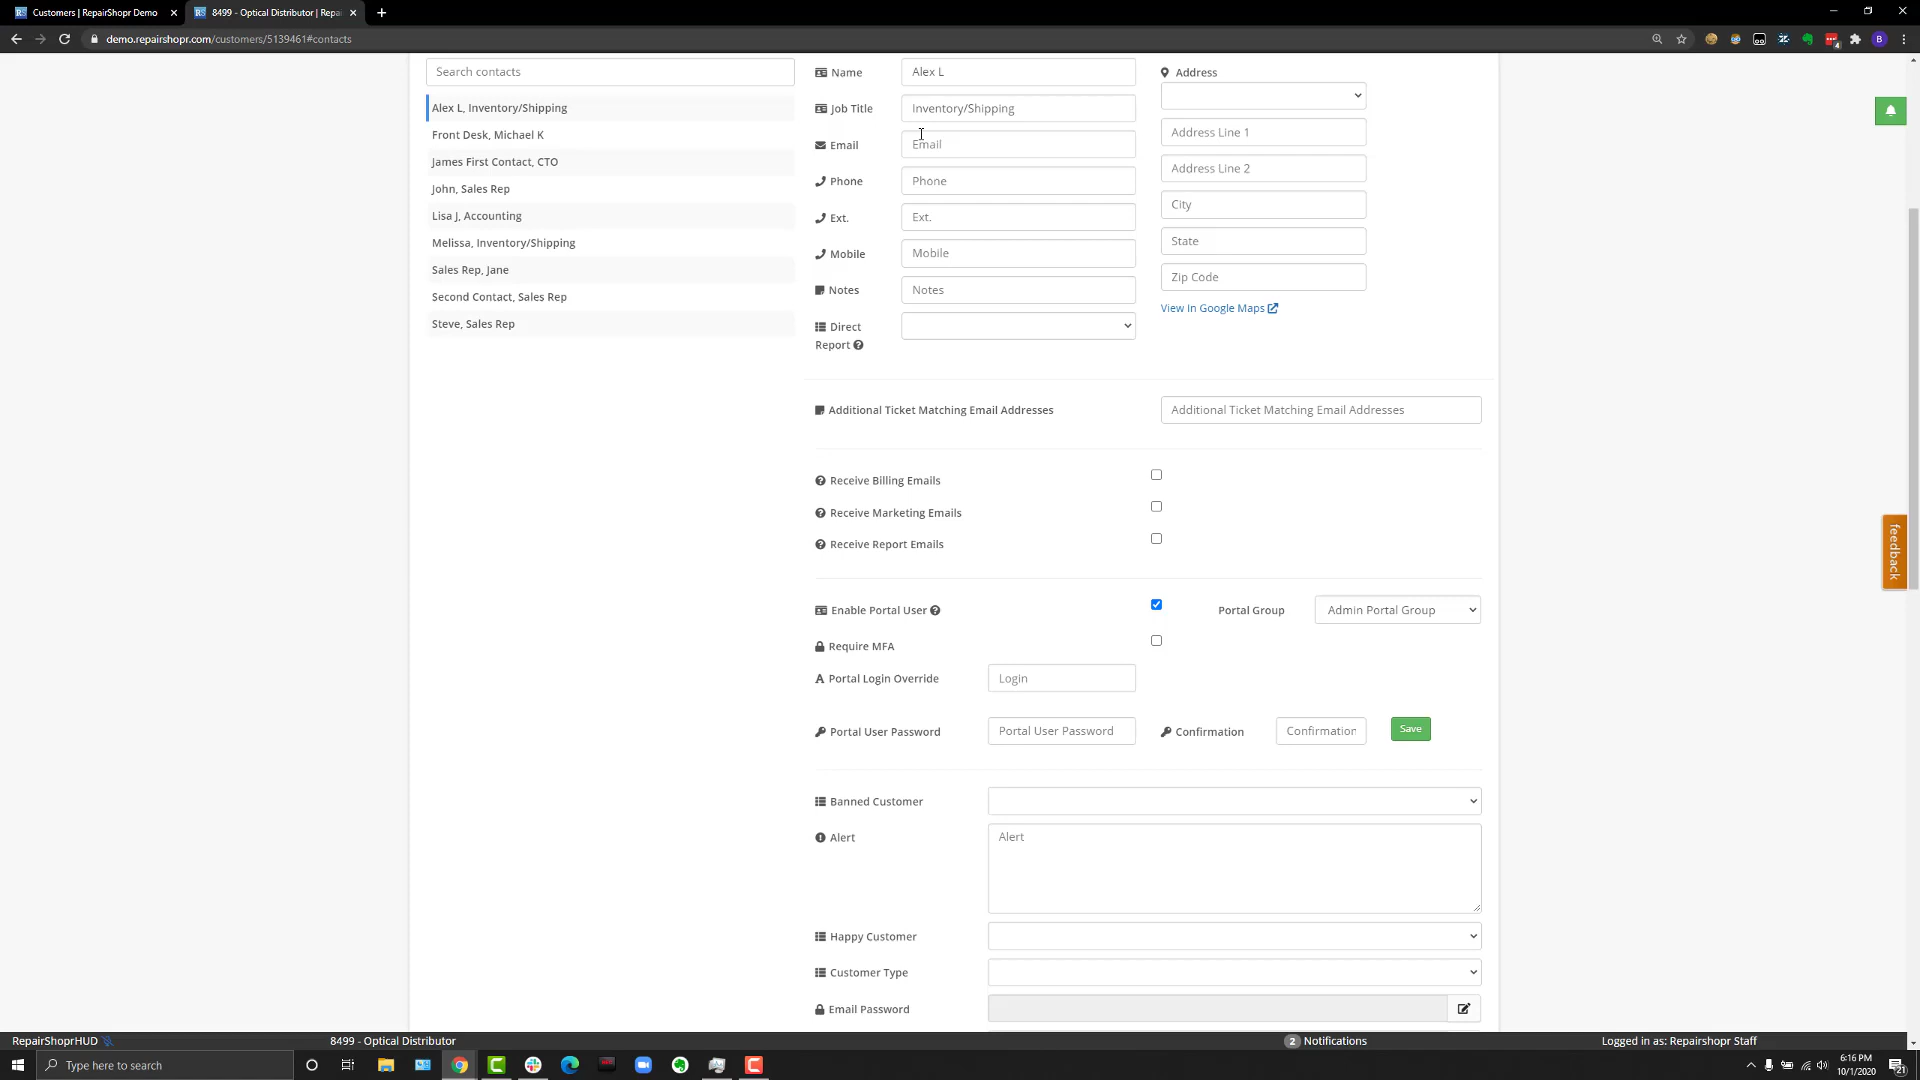 Customers | RepairShopr Demo
8499 - Optical Distributor | Repai
demo.repairshopr.com/customers/5139461#contacts
Search contacts
Alex L, Inventory/Shipping
Front Desk, Michael K
James First Contact, CTO
John, Sales Rep
Lisa J, Accounting
Melissa, Inventory/Shipping
Sales Rep, Jane
Second Contact, Sales Rep
Steve, Sales Rep
Name Alex L
Job Title Inventory/Shipping
Email Email
Phone Phone
Ext. Ext.
Mobile Mobile
Notes Notes
Direct
Report
Address
Address Line 1
Address Line 2
City
State
Zip Code
View In Google Maps
Additional Ticket Matching Email Addresses Additional Ticket Matching Email Addresses
Receive Billing Emails
Receive Marketing Emails
Receive Report Emails
Enable Portal User Portal Group Admin Portal Group
Require MFA
Portal Login Override Login
Portal User Password Portal User Password Confirmation Confirmation Save
Banned Customer
Alert Alert
Happy Customer
Customer Type
Email Password
feedback
RepairShoprHUD 8499 - Optical Distributor 2 Notifications Logged in as: Repairshopr Staff
Type here to search
6:16 PM
10/1/2020
21